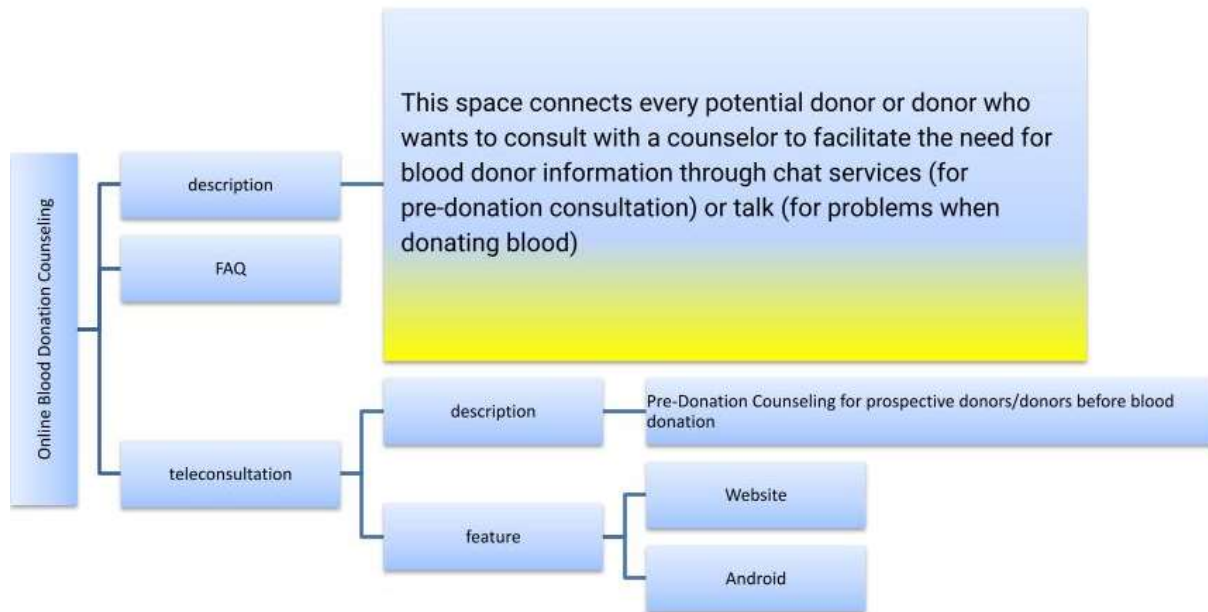 Online Blood Donation Counseling
description
This space connects every potential donor or donor who
wants to consult with a counselor to facilitate the need for
blood donor information through chat services (for
pre-donation consultation) or talk (for problems when
donating blood)
FAQ
teleconsultation
description
Pre-Donation Counseling for prospective donors/donors before blood
donation
feature
Website
Android